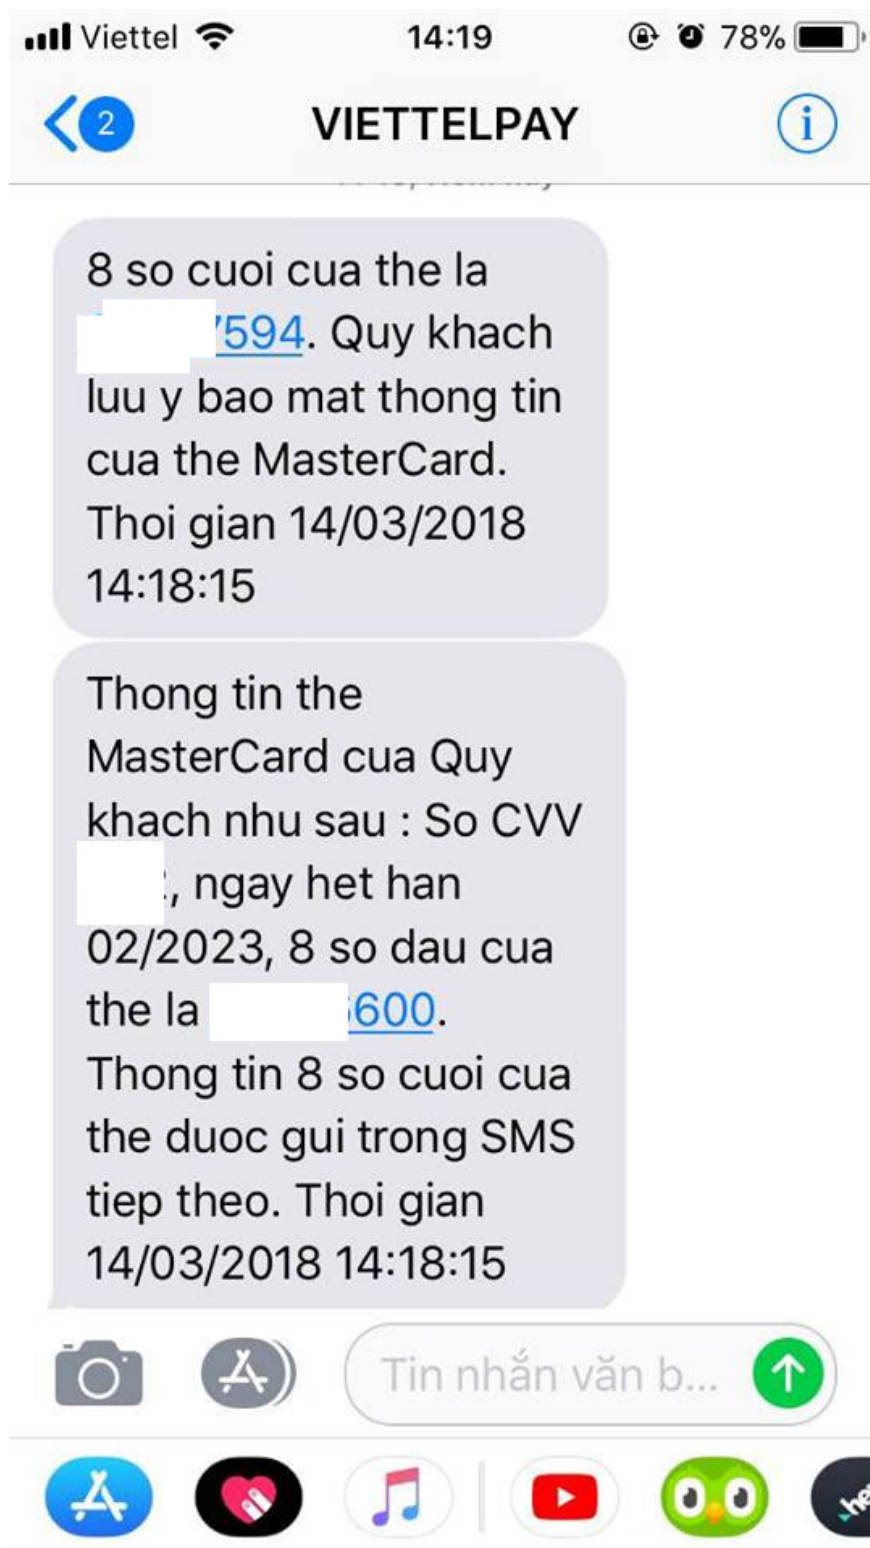 Viettel 14:19 78%
2 VIETTELPAY
8 so cuoi cua the la
7594. Quy khach
luu y bao mat thong tin
cua the MasterCard.
Thoi gian 14/03/2018
14:18:15
Thong tin the
MasterCard cua Quy
khach nhu sau : So CVV
, ngay het han
02/2023, 8 so dau cua
the la 600.
Thong tin 8 so cuoi cua
the duoc gui trong SMS
tiep theo. Thoi gian
14/03/2018 14:18:15
Tin nhắn văn b...